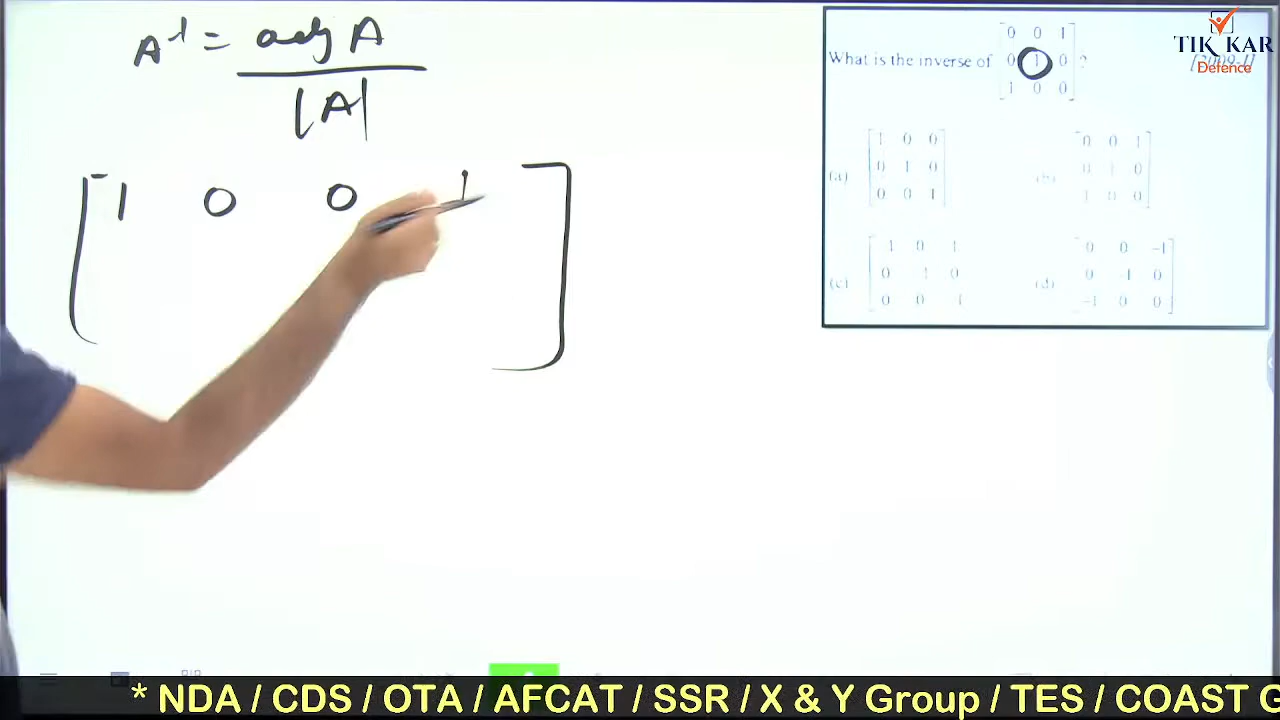 A⁻¹ = adj A
|A|
1 0 0 1
TIK KAR
Defence
0 0 1
What is the inverse of 0 1 0 ? [2009-I]
1 0 0
(a) 1 0 0
0 1 0
0 0 1
(b) 0 0 1
0 1 0
1 0 0
(c) 1 0 1
0 1 0
0 0 1
(d) 0 0 -1
0 -1 0
-1 0 0
* NDA / CDS / OTA / AFCAT / SSR / X & Y Group / TES / COAST G